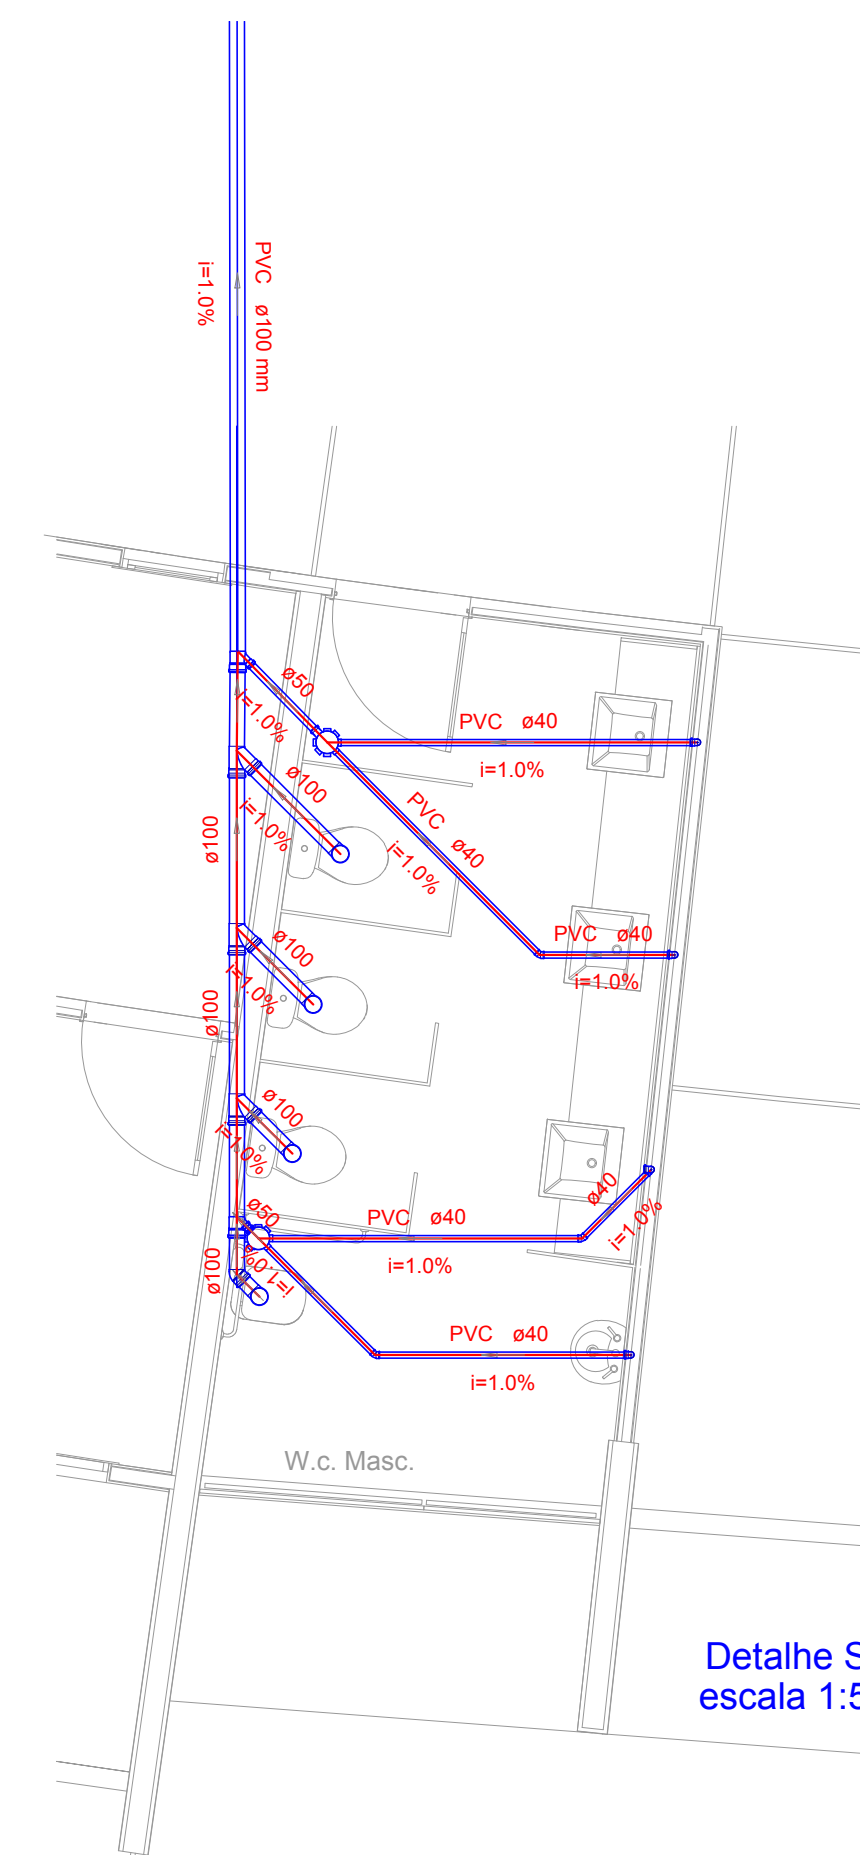 PVC ø100 mm
i=1.0%
ø50
i=1.0%
PVC ø40
i=1.0%
ø100
i=1.0%
PVC ø40
i=1.0%
ø100
ø100
i=1.0%
PVC ø40
i=1.0%
ø100
ø100
i=1.0%
ø50
i=1.0%
PVC ø40
i=1.0%
ø40
i=1.0%
ø100
PVC ø40
i=1.0%
W.c. Masc.
Detalhe S
escala 1:5